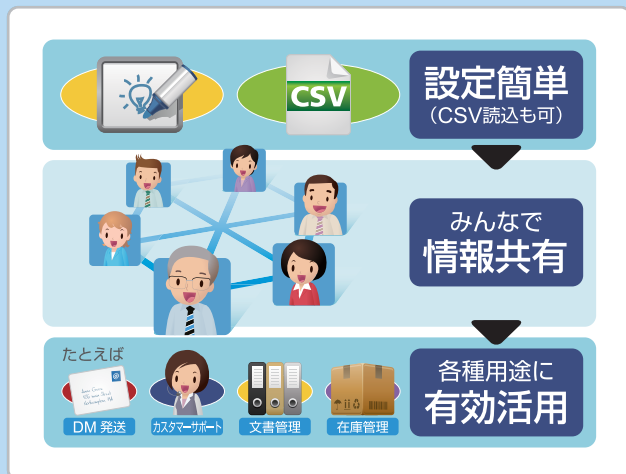 CSV
設定簡単
(CSV読込も可)
みんなで
情報共有
たとえば
DM 発送
カスタマーサポート
文書管理
在庫管理
各種用途に
有効活用